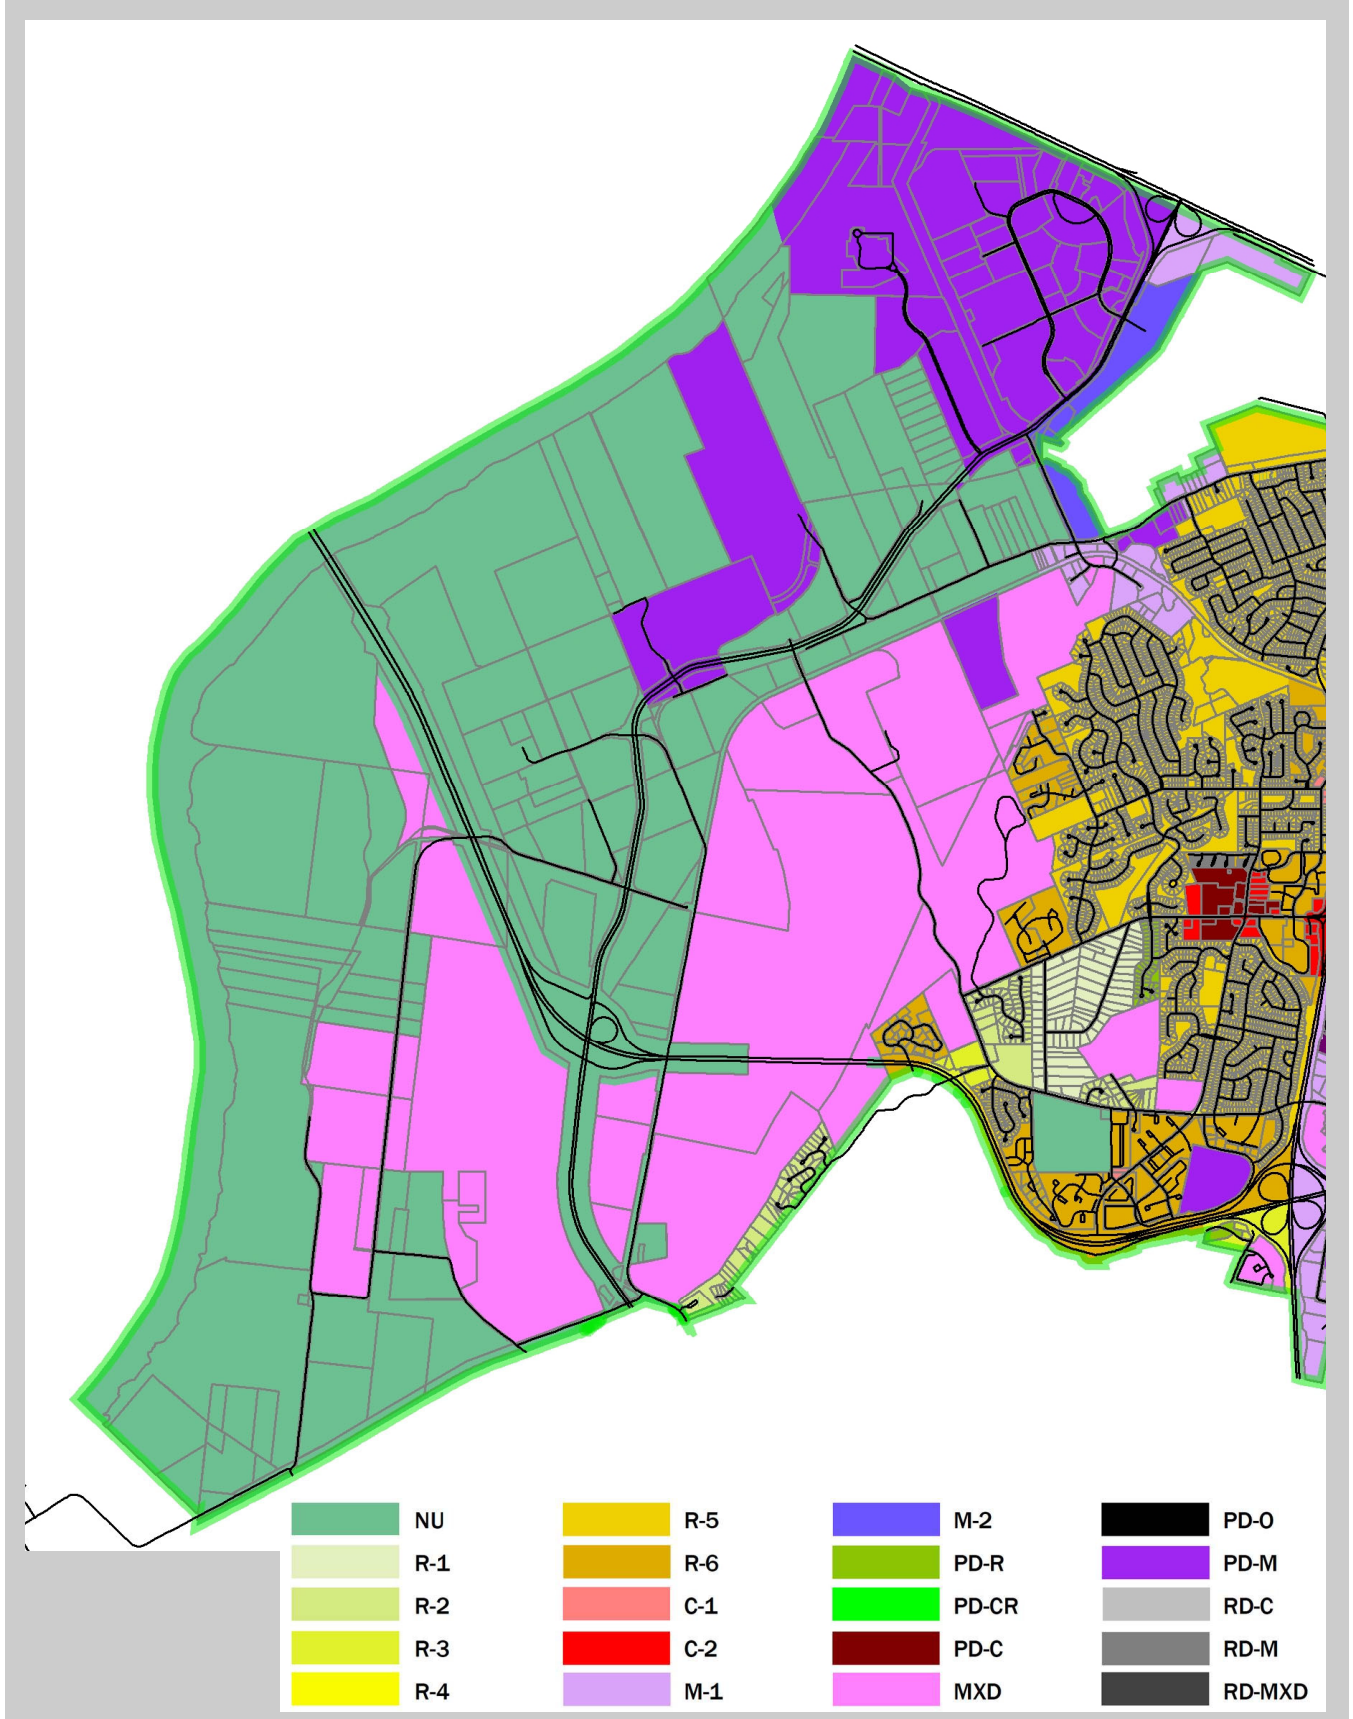 NU R-5 M-2 PD-O
R-1 R-6 PD-R PD-M
R-2 C-1 PD-CR RD-C
R-3 C-2 PD-C RD-M
R-4 M-1 MXD RD-MXD